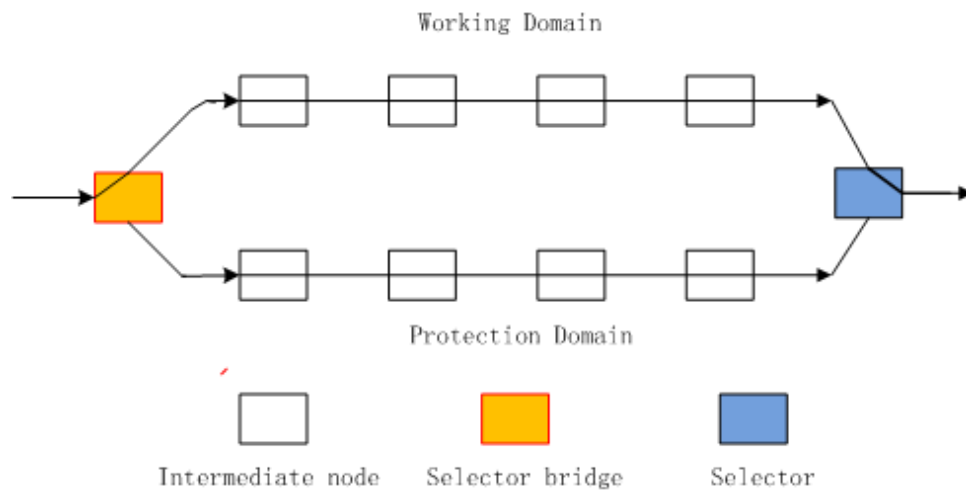 Working Domain
Protection Domain
Intermediate node
Selector bridge
Selector